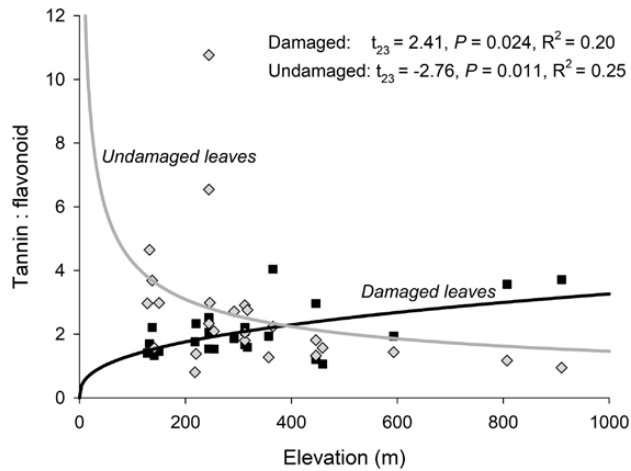 12
Damaged: t23 = 2.41, P = 0.024, R2 = 0.20
Undamaged: t23 = -2.76, P = 0.011, R2 = 0.25
10
8
Undamaged leaves
6
Tannin : flavonoid
4
Damaged leaves
2
0
0 200 400 600 800 1000
Elevation (m)